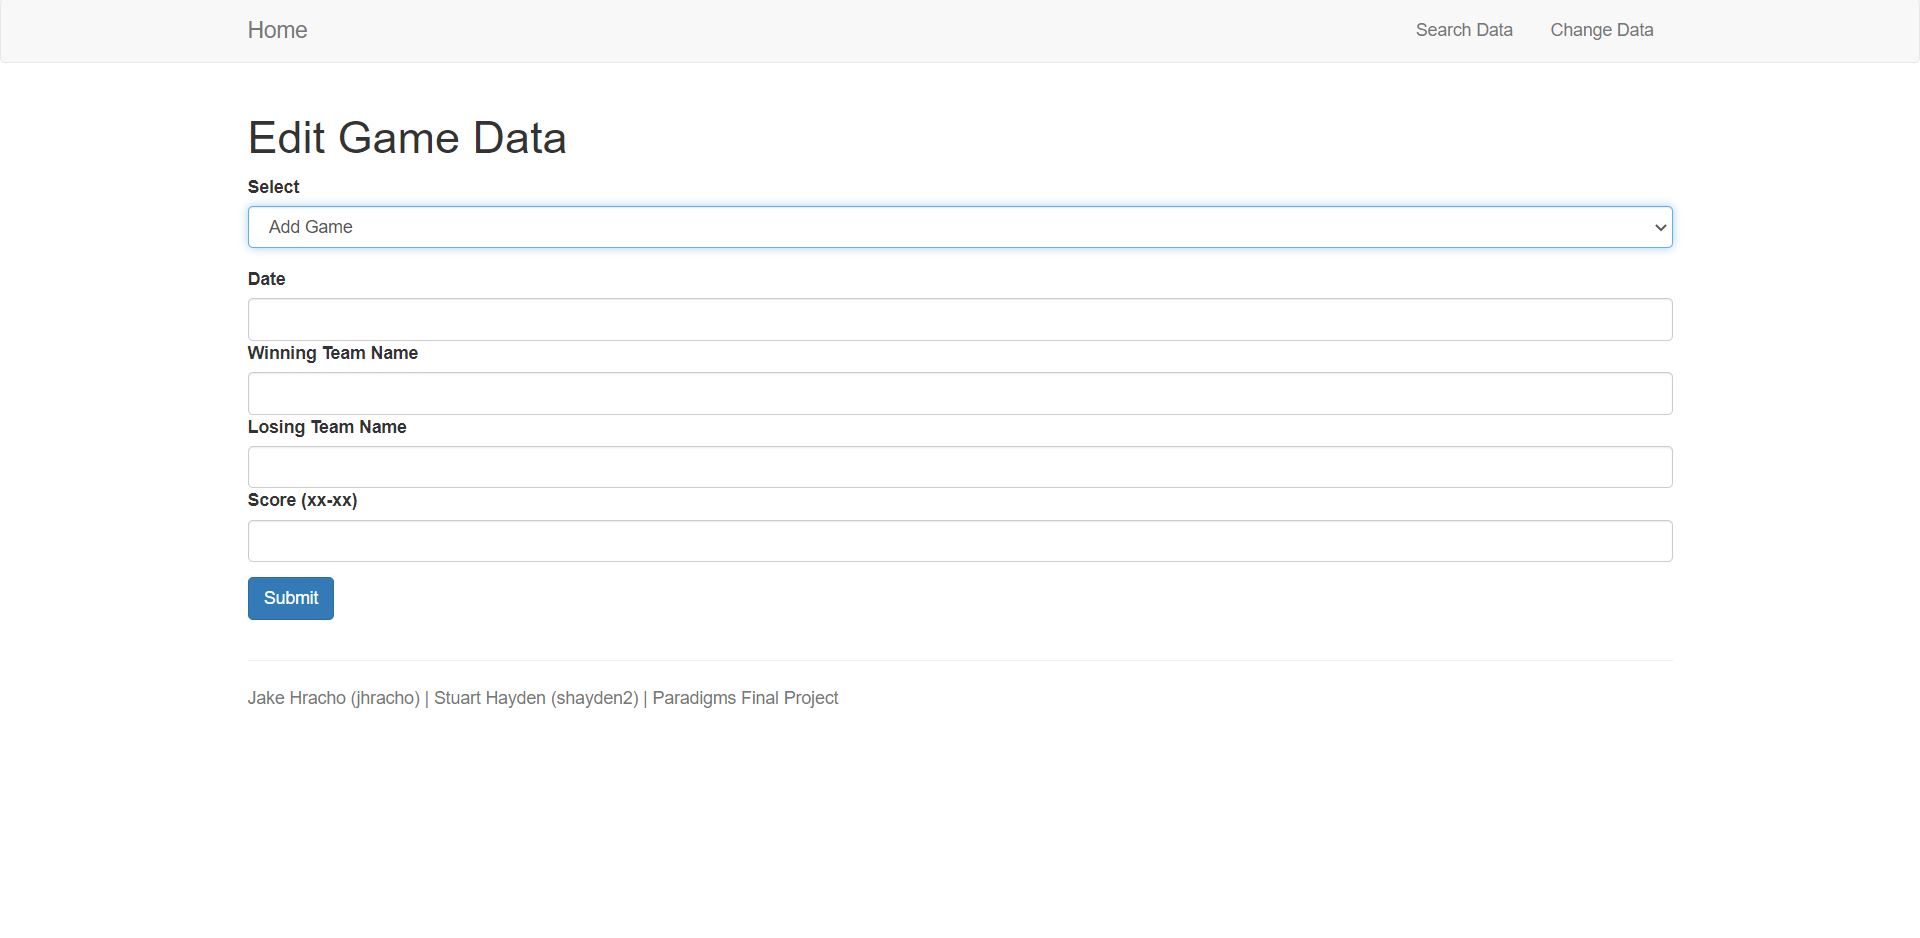 Home Search Data Change Data
Edit Game Data
Select
Add Game
Date
Winning Team Name
Losing Team Name
Score (xx-xx)
Submit
Jake Hracho (jhracho) | Stuart Hayden (shayden2) | Paradigms Final Project